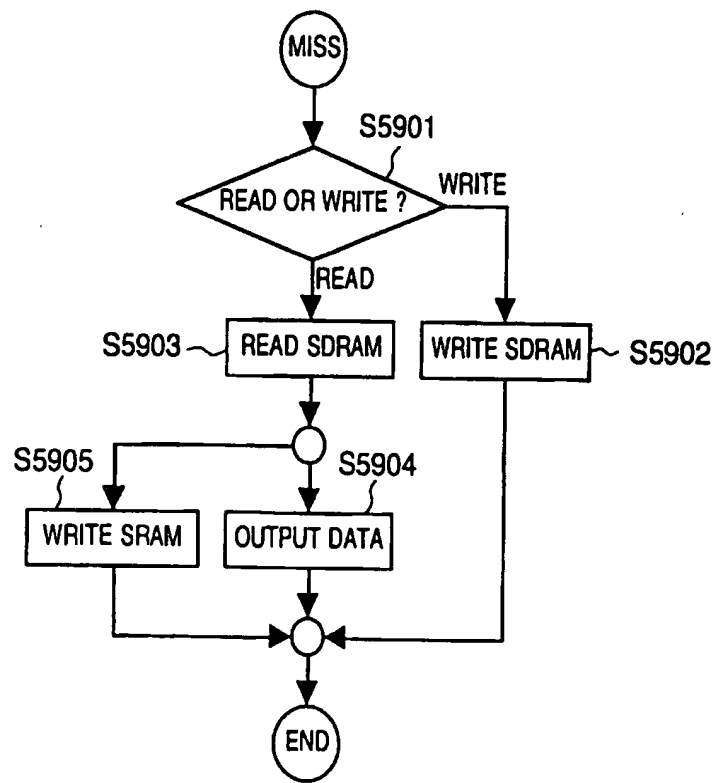 MISS
S5901
READ OR WRITE ?
WRITE
READ
S5903
READ SDRAM
WRITE SDRAM
S5902
S5905
S5904
WRITE SRAM
OUTPUT DATA
END